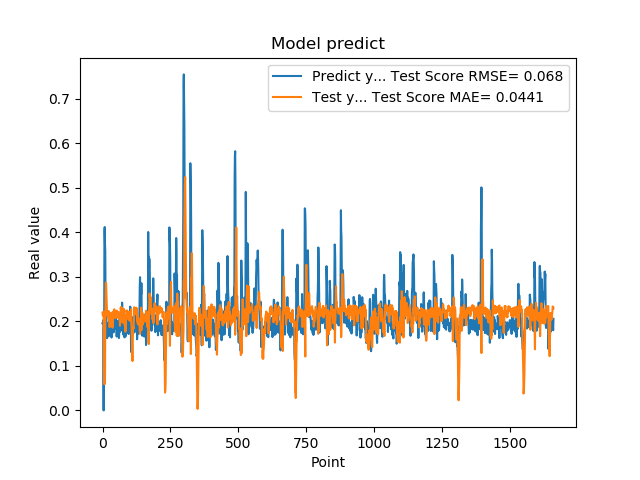 Model predict
Predict y... Test Score RMSE= 0.068
Test y... Test Score MAE= 0.0441
Real value
0.7
0.6
0.5
0.4
0.3
0.2
0.1
0.0
0 250 500 750 1000 1250 1500
Point